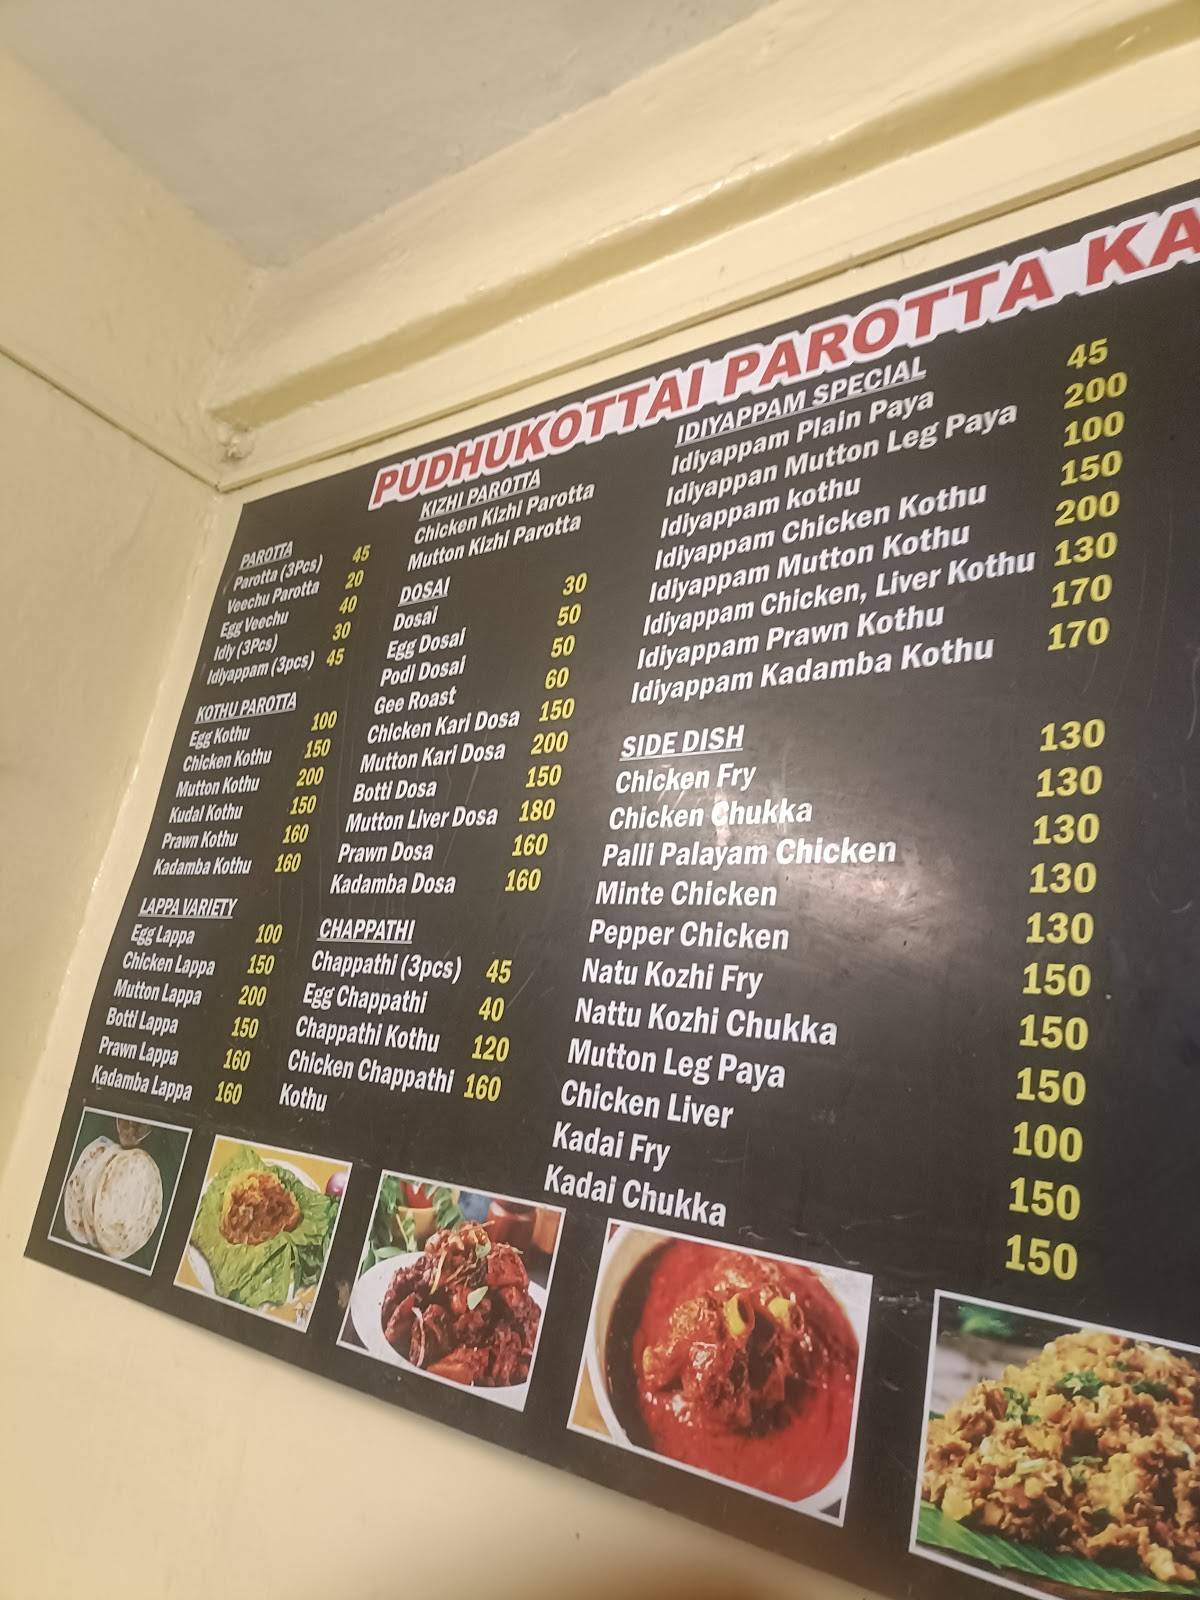 PUDHUKOTTAI PAROTTA KA
PAROTTA
Parotta (3Pcs) 45
Veechu Parotta 20
Egg Veechu 40
Idly (3Pcs) 30
Idiyappam (3pcs) 45
KOTHU PAROTTA
Egg Kothu 100
Chicken Kothu 150
Mutton Kothu 200
Kudal Kothu 150
Prawn Kothu 160
Kadamba Kothu 160
LAPPA VARIETY
Egg Lappa 100
Chicken Lappa 150
Mutton Lappa 200
Botti Lappa 150
Prawn Lappa 160
Kadamba Lappa 160
KIZHI PAROTTA
Chicken Kizhi Parotta
Mutton Kizhi Parotta
DOSAI
Dosai 30
Egg Dosai 50
Podi Dosai 50
Gee Roast 60
Chicken Kari Dosa 150
Mutton Kari Dosa 200
Botti Dosa 150
Mutton Liver Dosa 180
Prawn Dosa 160
Kadamba Dosa 160
CHAPPATHI
Chappathi (3pcs) 45
Egg Chappathi 40
Chappathi Kothu 120
Chicken Chappathi 160
Kothu
IDIYAPPAM SPECIAL
Idiyappam Plain Paya 45
Idiyappan Mutton Leg Paya 200
Idiyappam kothu 100
Idiyappam Chicken Kothu 150
Idiyappam Mutton Kothu 200
Idiyappam Chicken, Liver Kothu 130
Idiyappam Prawn Kothu 170
Idiyappam Kadamba Kothu 170
SIDE DISH
Chicken Fry 130
Chicken Chukka 130
Palli Palayam Chicken 130
Minte Chicken 130
Pepper Chicken 130
Natu Kozhi Fry 150
Nattu Kozhi Chukka 150
Mutton Leg Paya 150
Chicken Liver 100
Kadai Fry 150
Kadai Chukka 150